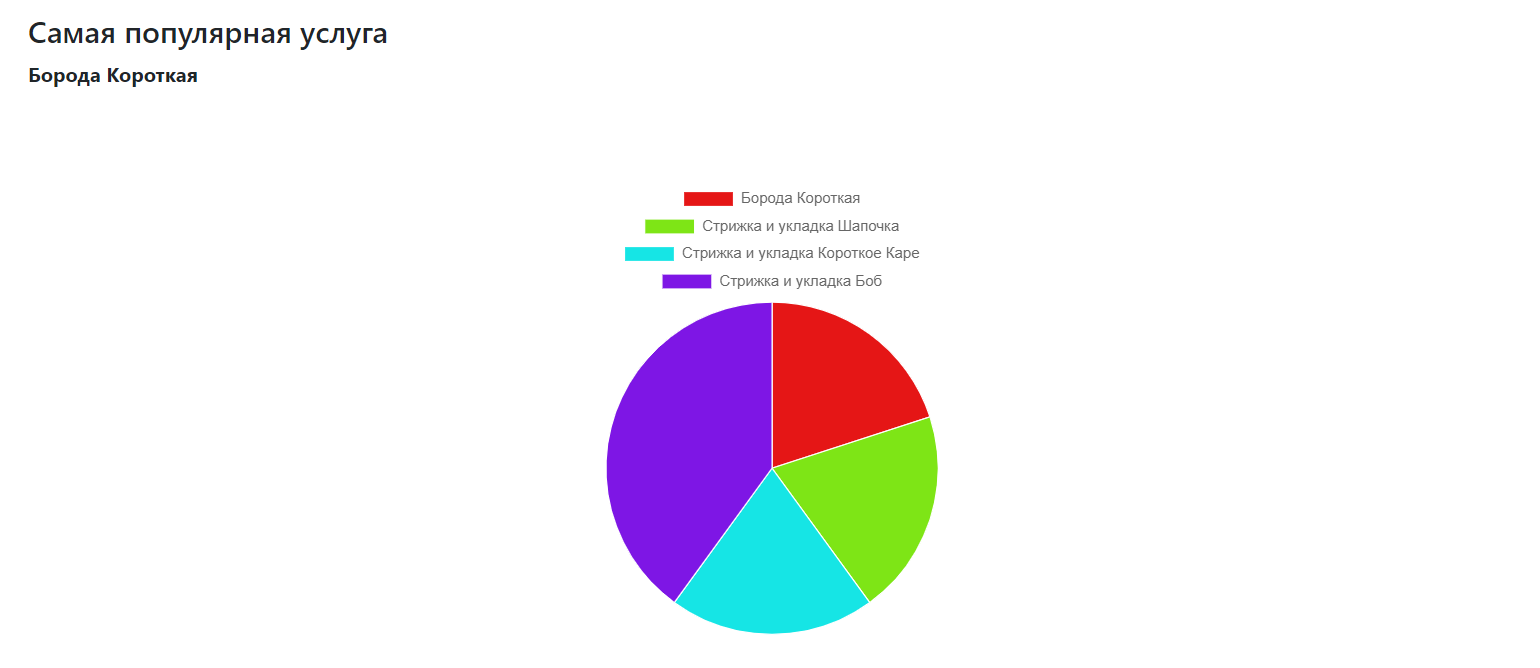 Самая популярная услуга
Борода Короткая
Борода Короткая
Стрижка и укладка Шапочка
Стрижка и укладка Короткое Каре
Стрижка и укладка Боб